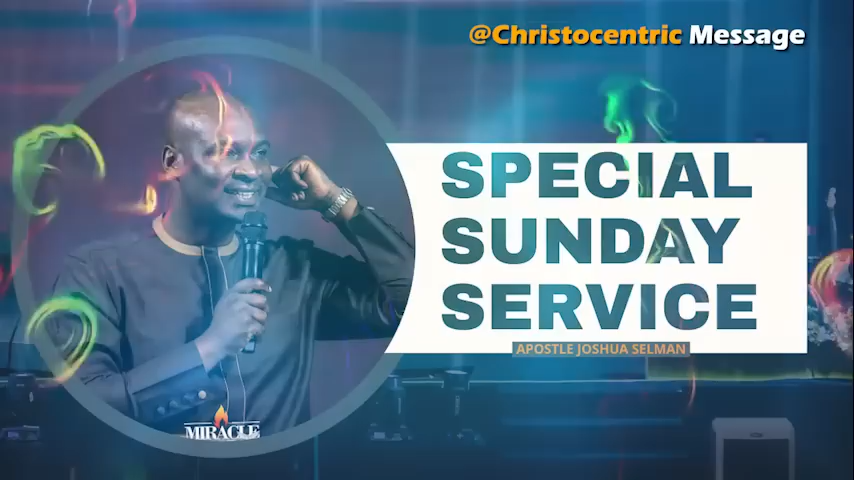 @Christocentric Message
SPECIAL
SUNDAY
SERVICE
APOSTLE JOSHUA SELMAN
MIRACLE